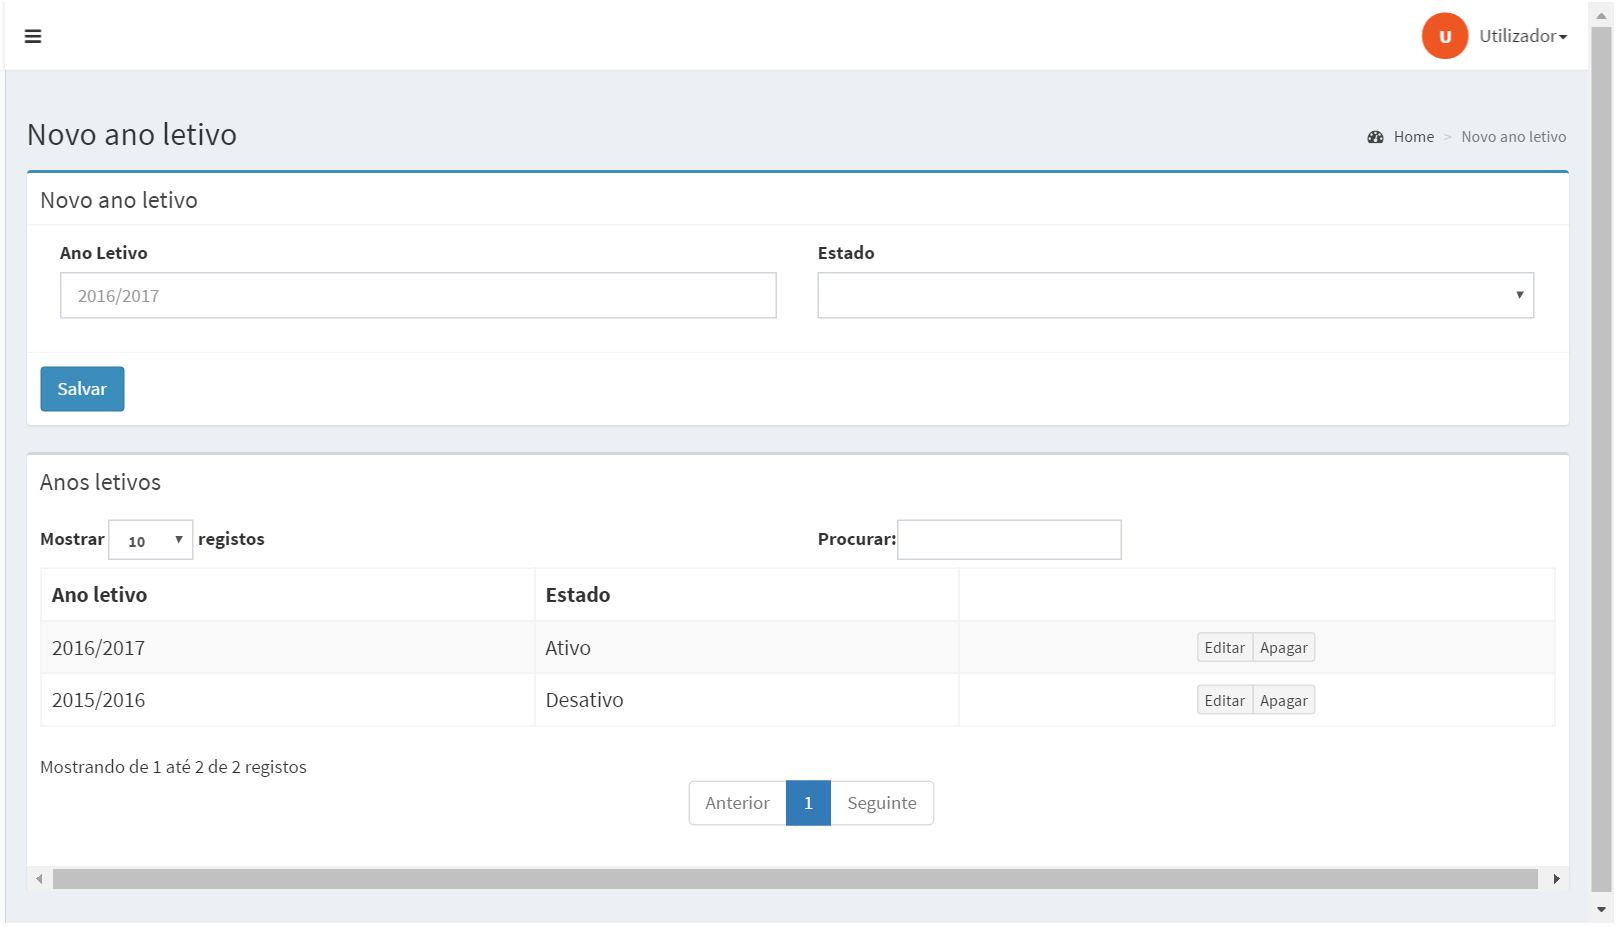 U Utilizador
Novo ano letivo
Home > Novo ano letivo
Novo ano letivo
Ano Letivo Estado
2016/2017
Salvar
Anos letivos
Mostrar 10 registos Procurar:
Ano letivo Estado
2016/2017 Ativo Editar Apagar
2015/2016 Desativo Editar Apagar
Mostrando de 1 até 2 de 2 registos
Anterior 1 Seguinte